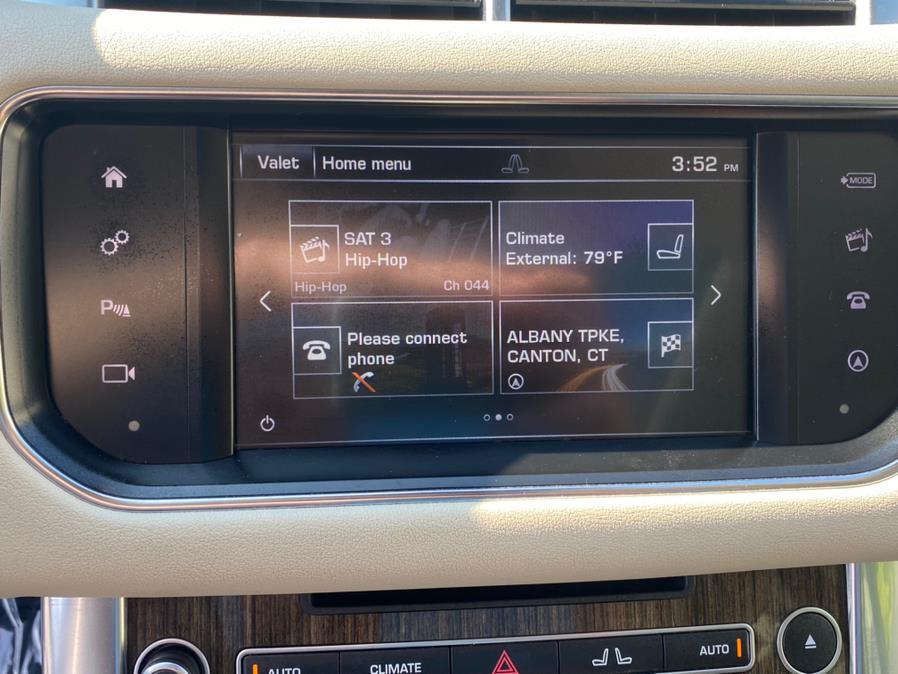 Valet
Home menu
3:52 PM
MODE
SAT 3
Hip-Hop
Hip-Hop
Ch 044
Climate
External: 79°F
Please connect
phone
ALBANY TPKE,
CANTON, CT
P
AUTO
CLIMATE
AUTO